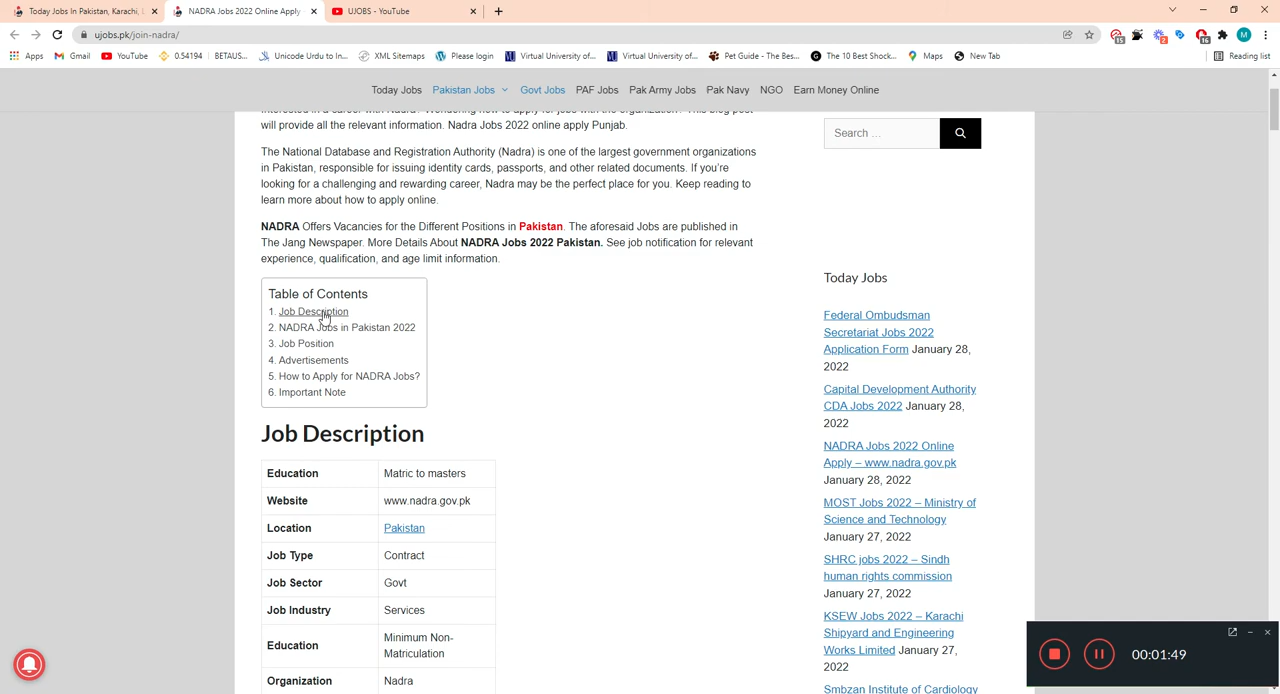 Today Jobs In Pakistan, Karachi, L
NADRA Jobs 2022 Online Apply
UJOBS - YouTube
ujobs.pk/join-nadra/
Apps
Gmail
YouTube
0.54194 | BETAUS...
Unicode Urdu to In...
XML Sitemaps
Please login
Virtual University of...
Virtual University of...
Pet Guide - The Bes...
The 10 Best Shock...
Maps
New Tab
Reading list
Today Jobs Pakistan Jobs Govt Jobs PAF Jobs Pak Army Jobs Pak Navy NGO Earn Money Online
will provide all the relevant information. Nadra Jobs 2022 online apply Punjab.
The National Database and Registration Authority (Nadra) is one of the largest government organizations
in Pakistan, responsible for issuing identity cards, passports, and other related documents. If you're
looking for a challenging and rewarding career, Nadra may be the perfect place for you. Keep reading to
learn more about how to apply online.
NADRA Offers Vacancies for the Different Positions in Pakistan. The aforesaid Jobs are published in
The Jang Newspaper. More Details About NADRA Jobs 2022 Pakistan. See job notification for relevant
experience, qualification, and age limit information.
Table of Contents
1. Job Description
2. NADRA Jobs in Pakistan 2022
3. Job Position
4. Advertisements
5. How to Apply for NADRA Jobs?
6. Important Note
Job Description
Education Matric to masters
Website www.nadra.gov.pk
Location Pakistan
Job Type Contract
Job Sector Govt
Job Industry Services
Education Minimum Non-
Matriculation
Organization Nadra
Search …
Today Jobs
Federal Ombudsman
Secretariat Jobs 2022
Application Form January 28,
2022
Capital Development Authority
CDA Jobs 2022 January 28,
2022
NADRA Jobs 2022 Online
Apply – www.nadra.gov.pk
January 28, 2022
MOST Jobs 2022 – Ministry of
Science and Technology
January 27, 2022
SHRC jobs 2022 – Sindh
human rights commission
January 27, 2022
KSEW Jobs 2022 – Karachi
Shipyard and Engineering
Works Limited January 27,
2022
Smbzan Institute of Cardiology
00:01:49